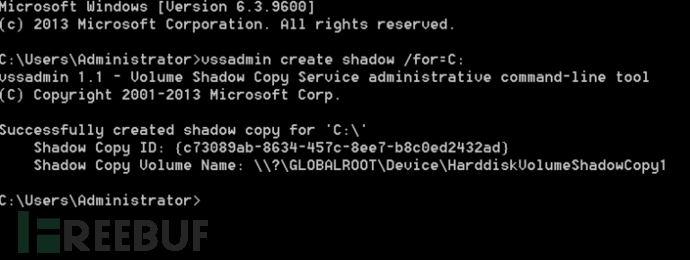 Microsoft Windows [Version 6.3.9600]
(c) 2013 Microsoft Corporation. All rights reserved.
C:\Users\Administrator>vssadmin create shadow /for=C:
vssadmin 1.1 - Volume Shadow Copy Service administrative command-line tool
(C) Copyright 2001-2013 Microsoft Corp.
Successfully created shadow copy for 'C:\'
Shadow Copy ID: {c73089ab-8634-457c-8ee7-b8c0ed2432ad}
Shadow Copy Volume Name: \\?\GLOBALROOT\Device\HarddiskVolumeShadowCopy1
C:\Users\Administrator>
FREEBUF